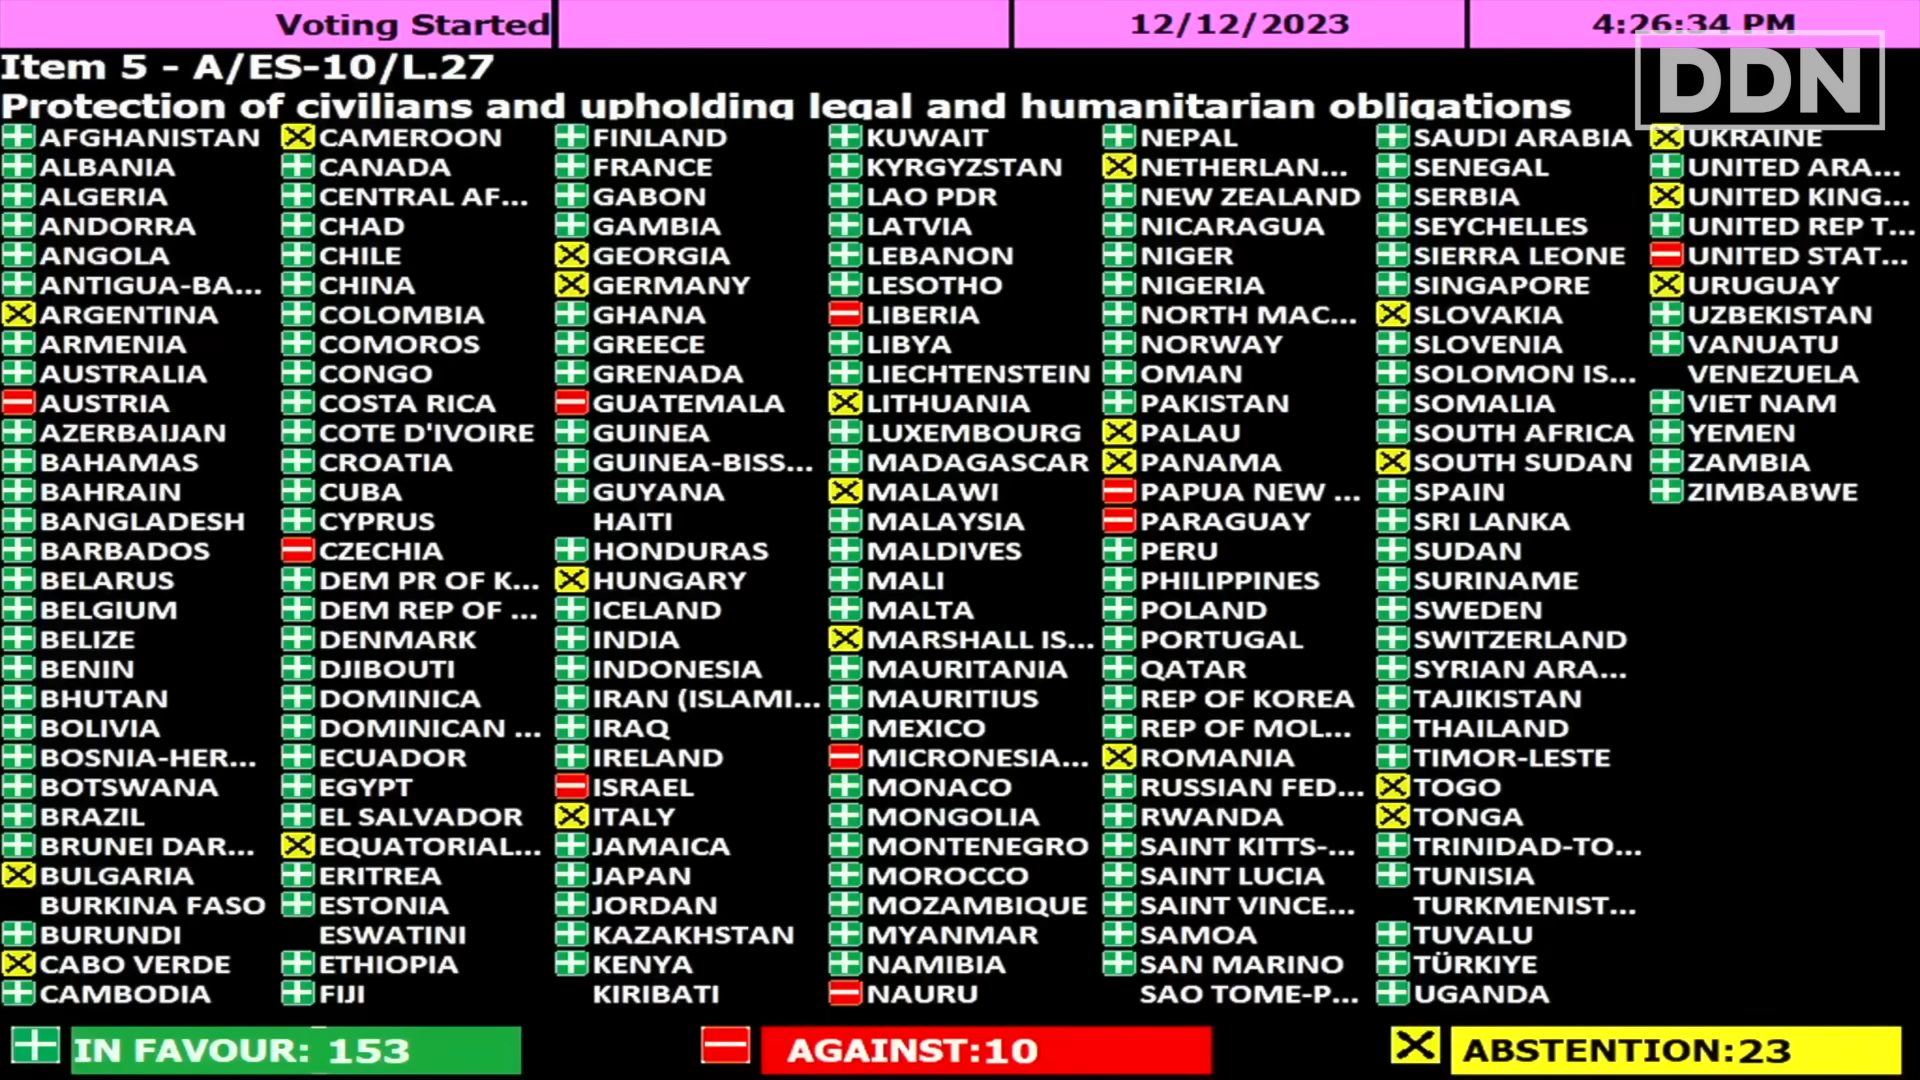 Voting Started 12/12/2023 4:26:34 PM
DDN
Item 5 - A/ES-10/L.27
Protection of civilians and upholding legal and humanitarian obligations
AFGHANISTAN CAMEROON FINLAND KUWAIT NEPAL SAUDI ARABIA UKRAINE
ALBANIA CANADA FRANCE KYRGYZSTAN NETHERLAN... SENEGAL UNITED ARA...
ALGERIA CENTRAL AF... GABON LAO PDR NEW ZEALAND SERBIA UNITED KING...
ANDORRA CHAD GAMBIA LATVIA NICARAGUA SEYCHELLES UNITED REP T...
ANGOLA CHILE GEORGIA LEBANON NIGER SIERRA LEONE UNITED STAT...
ANTIGUA-BA... CHINA GERMANY LESOTHO NIGERIA SINGAPORE URUGUAY
ARGENTINA COLOMBIA GHANA LIBERIA NORTH MAC... SLOVAKIA UZBEKISTAN
ARMENIA COMOROS GREECE LIBYA NORWAY SLOVENIA VANUATU
AUSTRALIA CONGO GRENADA LIECHTENSTEIN OMAN SOLOMON IS... VENEZUELA
AUSTRIA COSTA RICA GUATEMALA LITHUANIA PAKISTAN SOMALIA VIET NAM
AZERBAIJAN COTE D'IVOIRE GUINEA LUXEMBOURG PALAU SOUTH AFRICA YEMEN
BAHAMAS CROATIA GUINEA-BISS... MADAGASCAR PANAMA SOUTH SUDAN ZAMBIA
BAHRAIN CUBA GUYANA MALAWI PAPUA NEW ... SPAIN ZIMBABWE
BANGLADESH CYPRUS HAITI MALAYSIA PARAGUAY SRI LANKA
BARBADOS CZECHIA HONDURAS MALDIVES PERU SUDAN
BELARUS DEM PR OF K... HUNGARY MALI PHILIPPINES SURINAME
BELGIUM DEM REP OF ... ICELAND MALTA POLAND SWEDEN
BELIZE DENMARK INDIA MARSHALL IS... PORTUGAL SWITZERLAND
BENIN DJIBOUTI INDONESIA MAURITANIA QATAR SYRIAN ARA...
BHUTAN DOMINICA IRAN (ISLAMI... MAURITIUS REP OF KOREA TAJIKISTAN
BOLIVIA DOMINICAN ... IRAQ MEXICO REP OF MOL... THAILAND
BOSNIA-HER... ECUADOR IRELAND MICRONESIA... ROMANIA TIMOR-LESTE
BOTSWANA EGYPT ISRAEL MONACO RUSSIAN FED... TOGO
BRAZIL EL SALVADOR ITALY MONGOLIA RWANDA TONGA
BRUNEI DAR... EQUATORIAL... JAMAICA MONTENEGRO SAINT KITTS-... TRINIDAD-TO...
BULGARIA ERITREA JAPAN MOROCCO SAINT LUCIA TUNISIA
BURKINA FASO ESTONIA JORDAN MOZAMBIQUE SAINT VINCE... TURKMENIST...
BURUNDI ESWATINI KAZAKHSTAN MYANMAR SAMOA TUVALU
CABO VERDE ETHIOPIA KENYA NAMIBIA SAN MARINO TÜRKIYE
CAMBODIA FIJI KIRIBATI NAURU SAO TOME-P... UGANDA
IN FAVOUR: 153 AGAINST:10 ABSTENTION:23